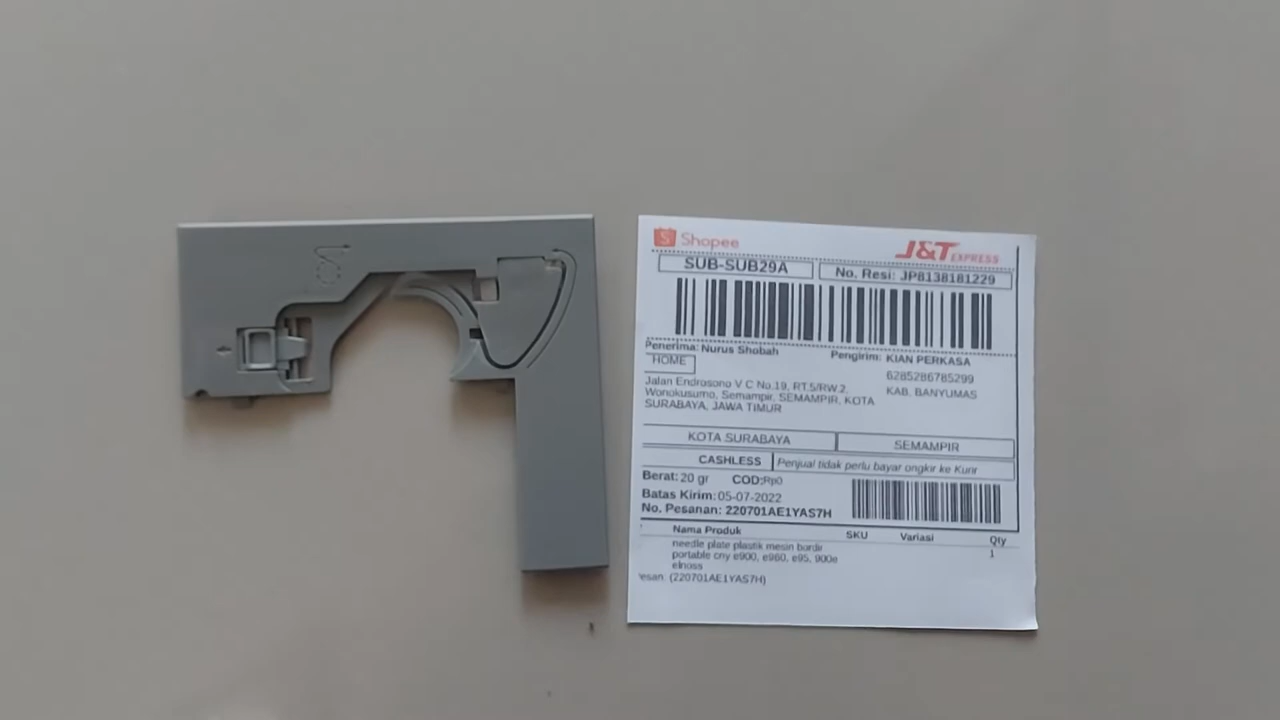 Shopee
J&T EXPRESS
SUB-SUB29A
No. Resi: JP8138181229
Penerima: Nurus Shobah
Pengirim: KIAN PERKASA
HOME
6285286785299
KAB. BANYUMAS
Jalan Endrosono V C No.19, RT.5/RW.2,
Wonokusumo, Semampir, SEMAMPIR, KOTA
SURABAYA, JAWA TIMUR
KOTA SURABAYA
SEMAMPIR
CASHLESS
Penjual tidak perlu bayar ongkir ke Kurir
Berat: 20 gr COD:Rp0
Batas Kirim: 05-07-2022
No. Pesanan: 220701AE1YAS7H
Nama Produk SKU Variasi Qty
needle plate plastik mesin bordir 1
portable cny e900, e960, e95, 900e
elnoss
esan: (220701AE1YAS7H)